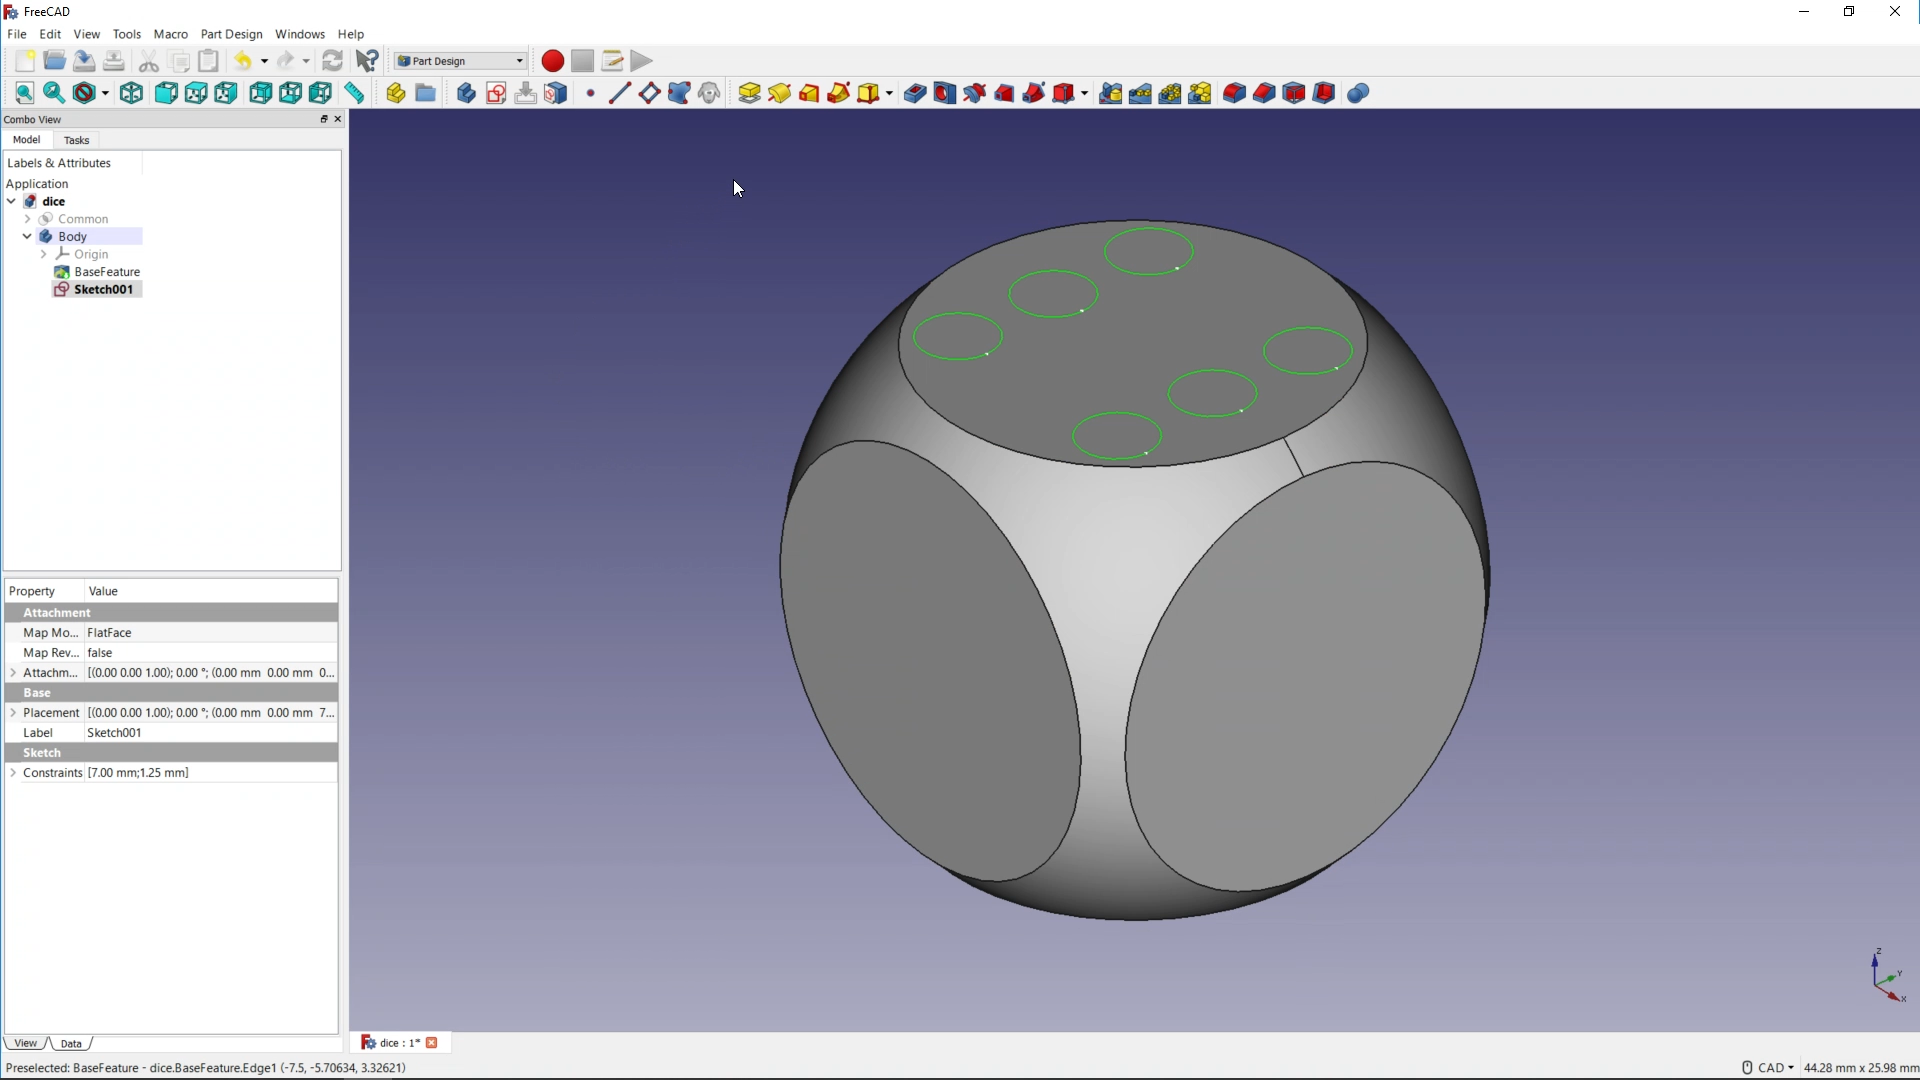 FreeCAD
File Edit View Tools Macro Part Design Windows Help
Part Design
Combo View
Model Tasks
Labels & Attributes
Application
dice
Common
Body
Origin
BaseFeature
Sketch001
Property Value
Attachment
Map Mo... FlatFace
Map Rev... false
Attachm... [(0.00 0.00 1.00); 0.00 °; (0.00 mm 0.00 mm 0...
Base
Placement [(0.00 0.00 1.00); 0.00 °; (0.00 mm 0.00 mm 7...
Label Sketch001
Sketch
Constraints [7.00 mm;1.25 mm]
Z
Y
X
View Data
dice : 1*
Preselected: BaseFeature - dice.BaseFeature.Edge1 (-7.5, -5.70634, 3.32621)
CAD 44.28 mm x 25.98 mm